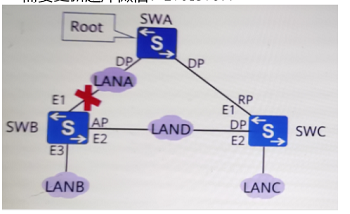 Root
SWA
DP
DP
LANA
E1
RP
E1
SWB
AP
LAND
DP
SWC
E2
E2
E3
LANB
LANC